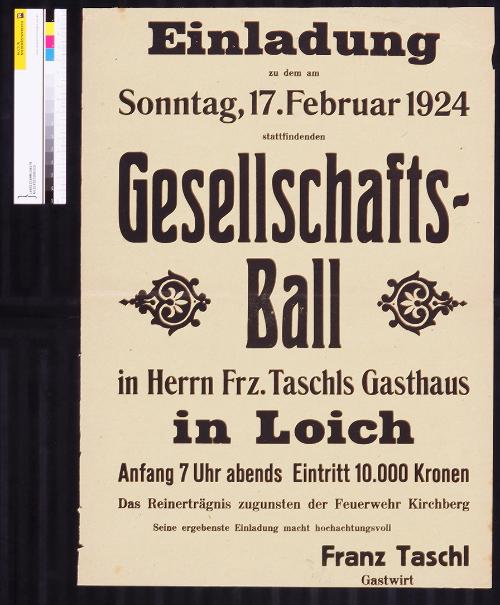 Einladung
zu dem am
Sonntag, 17. Februar 1924
stattfindenden
Gesellschafts-
Ball
in Herrn Frz. Taschls Gasthaus
in Loich
Anfang 7 Uhr abends Eintritt 10.000 Kronen
Das Reinerträgnis zugunsten der Feuerwehr Kirchberg
Seine ergebenste Einladung macht hochachtungsvoll
Franz Taschl
Gastwirt